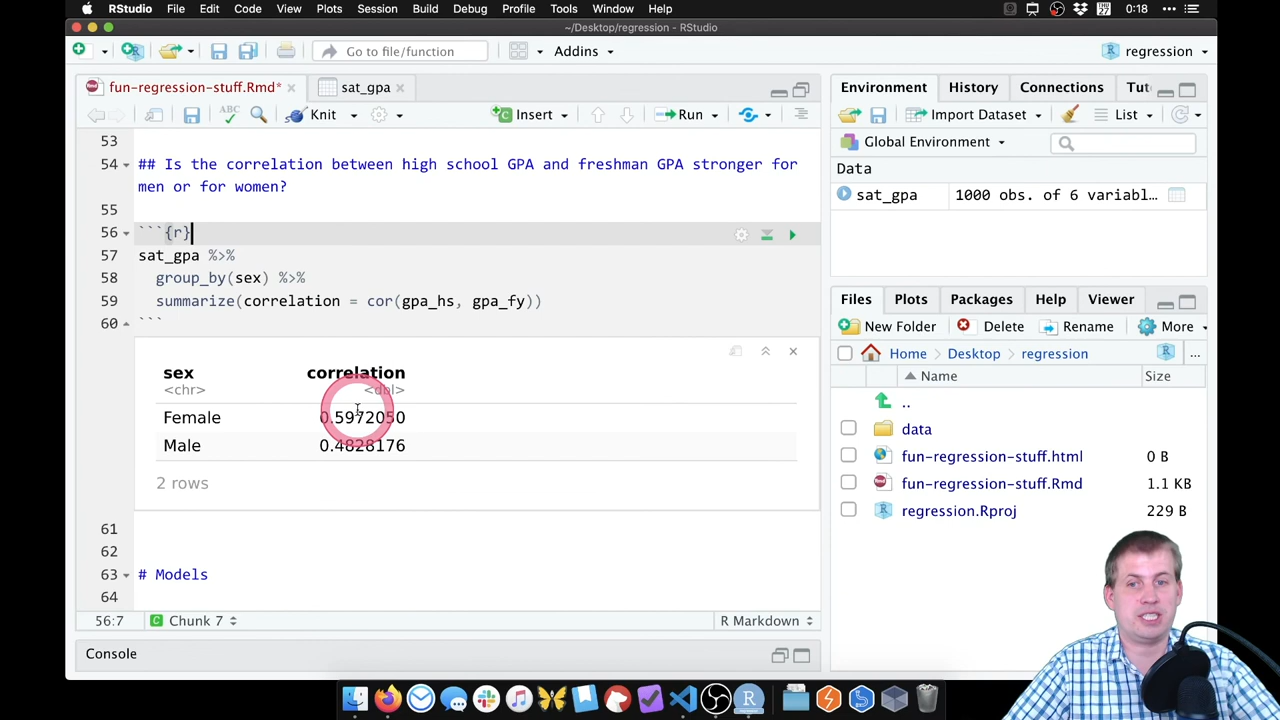 RStudio File Edit Code View Plots Session Build Debug Profile Tools Window Help THU 27 0:18
~/Desktop/regression - RStudio
Go to file/function Addins regression
fun-regression-stuff.Rmd* sat_gpa
ABC Knit Insert Run
53
54 ## Is the correlation between high school GPA and freshman GPA stronger for
men or for women?
55
56 ```{r}
57 sat_gpa %>%
58 group_by(sex) %>%
59 summarize(correlation = cor(gpa_hs, gpa_fy))
60 ```
sex correlation
<chr> <dbl>
Female 0.5972050
Male 0.4828176
2 rows
61
62
63 # Models
64
56:7 C Chunk 7 R Markdown
Console
Environment History Connections Tut
Import Dataset List
Global Environment
Data
sat_gpa 1000 obs. of 6 variabl…
Files Plots Packages Help Viewer
New Folder Delete Rename More
Home Desktop regression R ...
Name Size
..
data
fun-regression-stuff.html 0 B
fun-regression-stuff.Rmd 1.1 KB
regression.Rproj 229 B